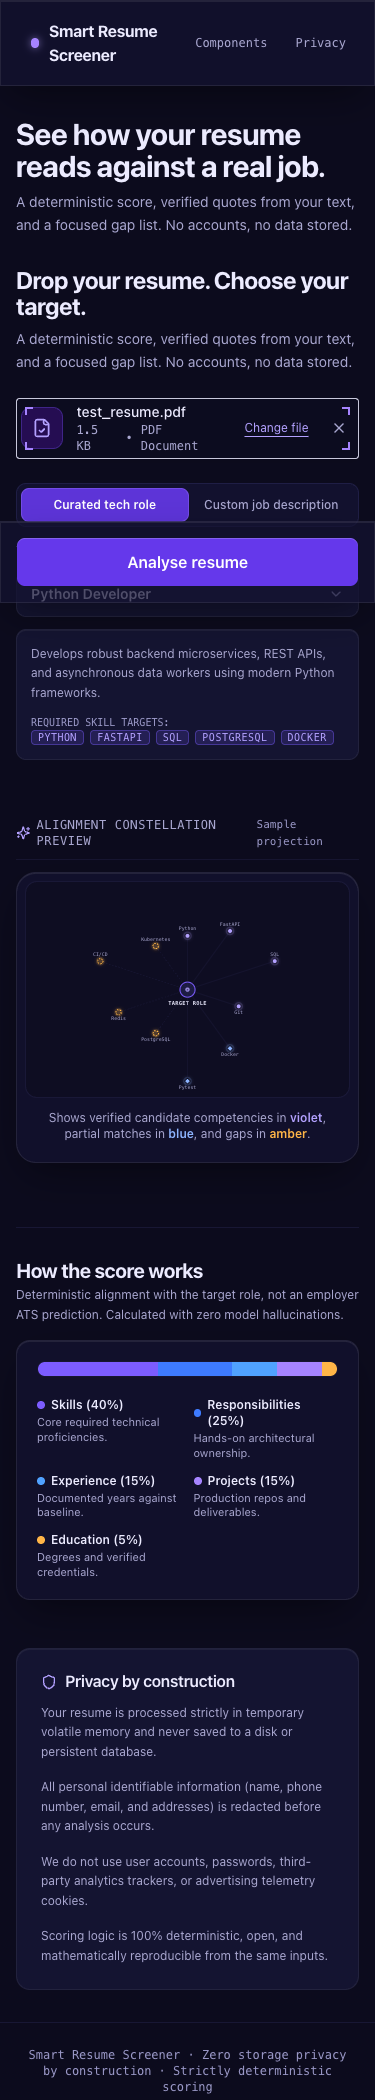 Smart Resume
Screener
Components
Privacy
See how your resume
reads against a real job.
A deterministic score, verified quotes from your text,
and a focused gap list. No accounts, no data stored.
Drop your resume. Choose your
target.
A deterministic score, verified quotes from your text,
and a focused gap list. No accounts, no data stored.
test_resume.pdf
1.5
KB
•
PDF
Document
Change file
Curated tech role
Custom job description
Analyse resume
Python Developer
Develops robust backend microservices, REST APIs,
and asynchronous data workers using modern Python
frameworks.
REQUIRED SKILL TARGETS:
PYTHON FASTAPI SQL POSTGRESQL DOCKER
ALIGNMENT CONSTELLATION
PREVIEW
Sample
projection
FastAPI
Python
Kubernetes
CI/CD
SQL
TARGET ROLE
Git
Redis
PostgreSQL
Docker
Pytest
Shows verified candidate competencies in violet,
partial matches in blue, and gaps in amber.
How the score works
Deterministic alignment with the target role, not an employer
ATS prediction. Calculated with zero model hallucinations.
Skills (40%)
Core required technical
proficiencies.
Responsibilities
(25%)
Hands-on architectural
ownership.
Experience (15%)
Documented years against
baseline.
Projects (15%)
Production repos and
deliverables.
Education (5%)
Degrees and verified
credentials.
Privacy by construction
Your resume is processed strictly in temporary
volatile memory and never saved to a disk or
persistent database.
All personal identifiable information (name, phone
number, email, and addresses) is redacted before
any analysis occurs.
We do not use user accounts, passwords, third-
party analytics trackers, or advertising telemetry
cookies.
Scoring logic is 100% deterministic, open, and
mathematically reproducible from the same inputs.
Smart Resume Screener · Zero storage privacy
by construction · Strictly deterministic
scoring